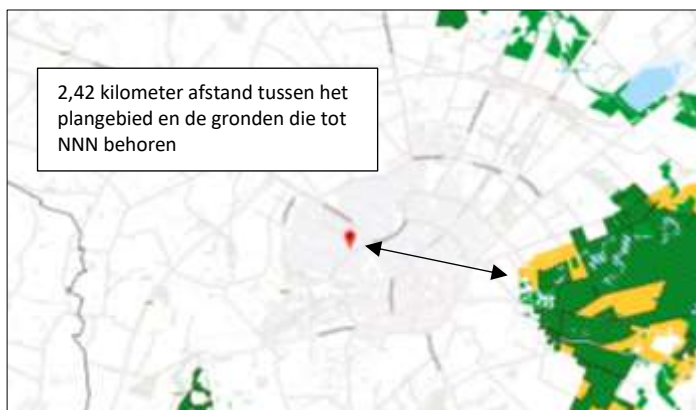 2,42 kilometer afstand tussen het
plangebied en de gronden die tot
NNN behoren